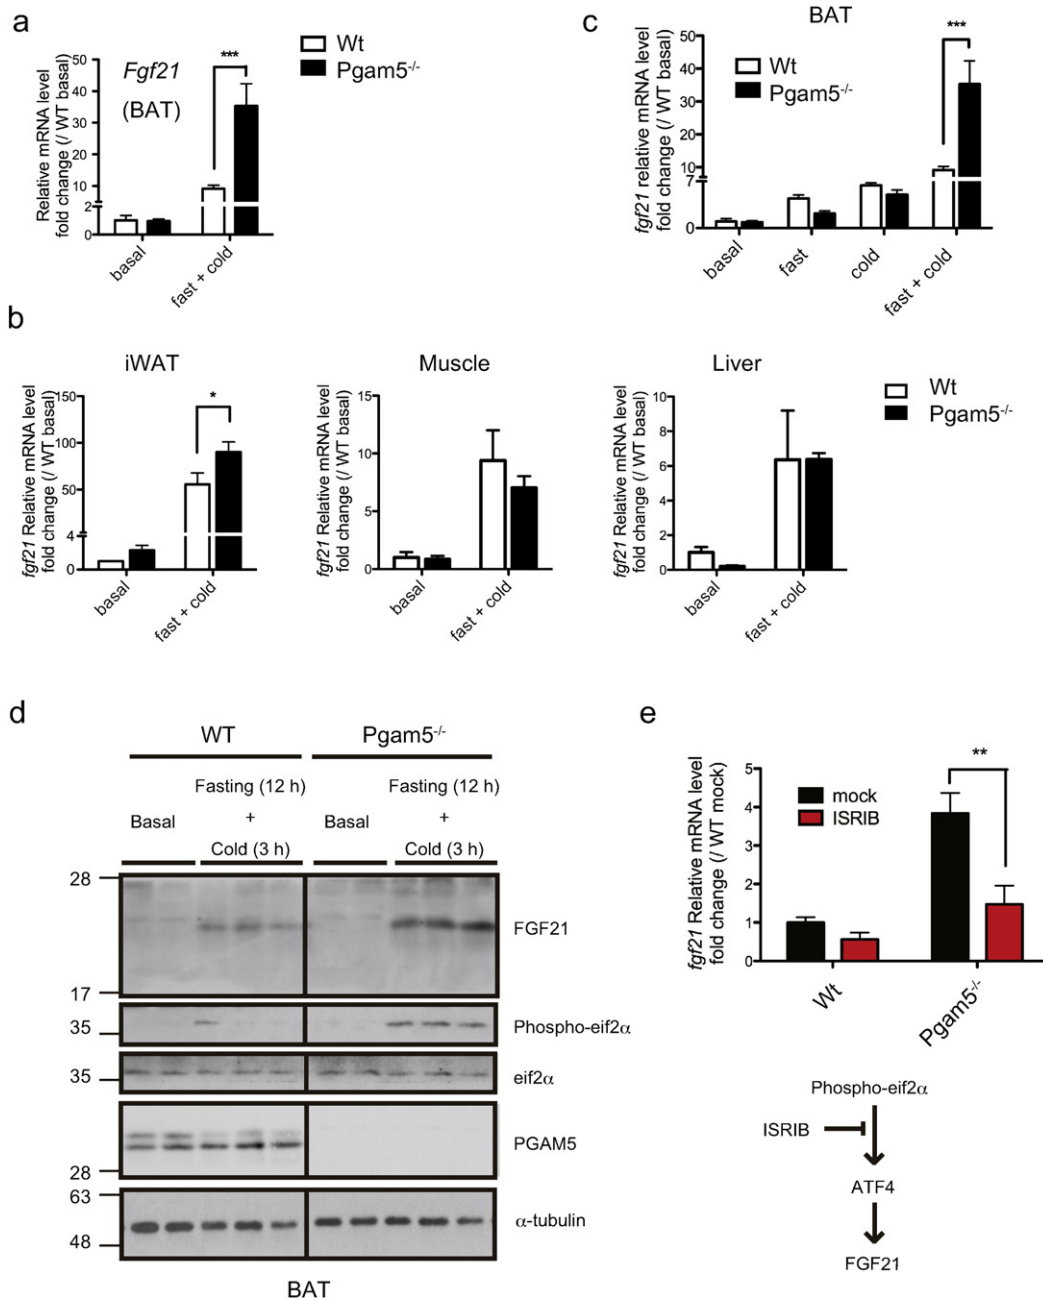 a
Relative mRNA level
fold change (/ WT basal)
50
40
30
20
10
2
0
Fgf21
(BAT)
***
basal
fast + cold
Wt
Pgam5-/-
c
BAT
fgf21 relative mRNA level
fold change (/ WT basal)
50
40
30
20
10
7
0
Wt
Pgam5-/-
***
basal
fast
cold
fast + cold
b
iWAT
fgf21 Relative mRNA level
fold change (/ WT basal)
150
100
50
4
0
*
basal
fast + cold
Muscle
fgf21 Relative mRNA level
fold change (/ WT basal)
15
10
5
0
basal
fast + cold
Liver
fgf21 Relative mRNA level
fold change (/ WT basal)
10
8
6
4
2
0
basal
fast + cold
Wt
Pgam5-/-
d
WT
Pgam5-/-
Fasting (12 h)
Fasting (12 h)
Basal
+
Basal
+
Cold (3 h)
Cold (3 h)
28
FGF21
17
35
Phospho-eif2α
35
eif2α
PGAM5
28
63
α-tubulin
48
BAT
e
fgf21 Relative mRNA level
fold change (/ WT mock)
5
4
3
2
1
0
mock
ISRIB
**
Wt
Pgam5-/-
Phospho-eif2α
ISRIB
ATF4
FGF21